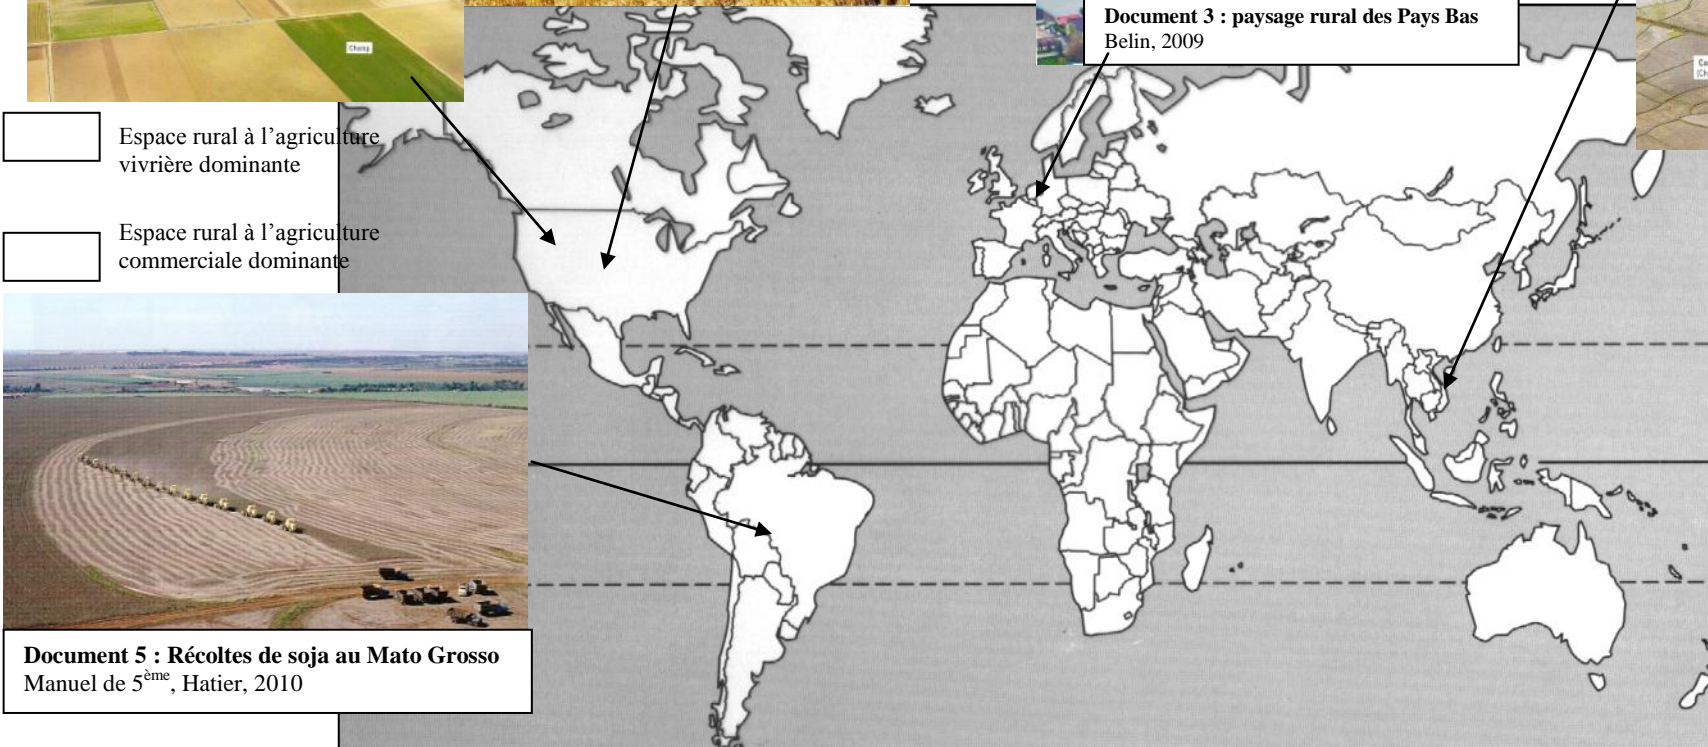 Champ
Document 3 : paysage rural des Pays Bas
Belin, 2009
Espace rural à l’agriculture
vivrière dominante
Espace rural à l’agriculture
commerciale dominante
Document 5 : Récoltes de soja au Mato Grosso
Manuel de 5ème, Hatier, 2010